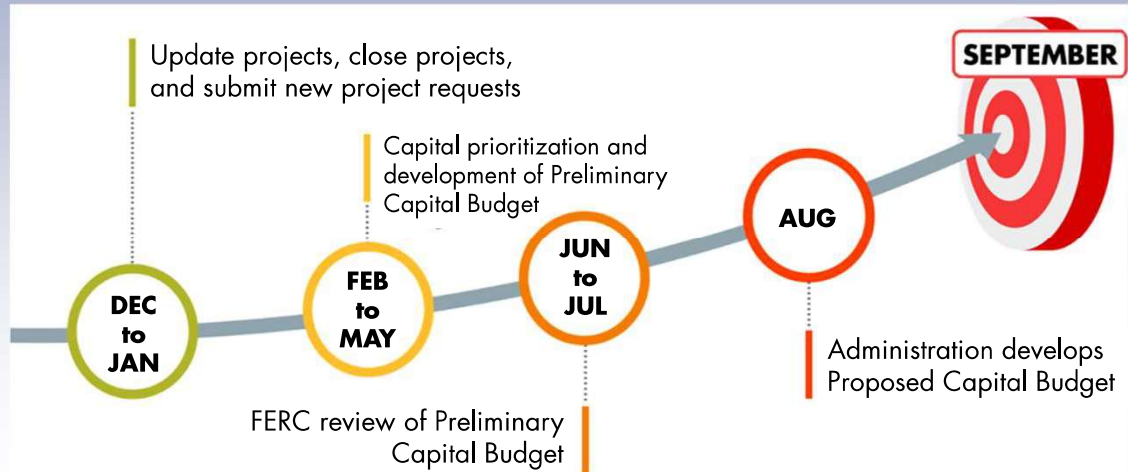 Update projects, close projects,
and submit new project requests
SEPTEMBER
Capital prioritization and
development of Preliminary
Capital Budget
DEC
to
JAN
FEB
to
MAY
JUN
to
JUL
AUG
FERC review of Preliminary
Capital Budget
Administration develops
Proposed Capital Budget